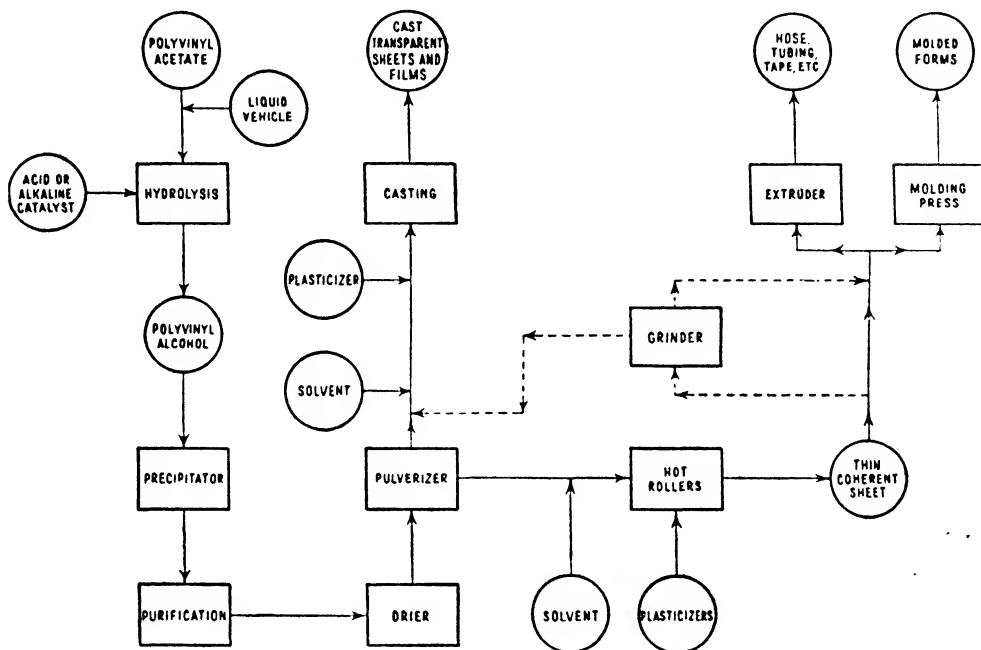 POLYVINYL
ACETATE
LIQUID
VEHICLE
ACID OR
ALKALINE
CATALYST
HYDROLYSIS
POLYVINYL
ALCOHOL
PRECIPITATOR
PURIFICATION
DRIER
PULVERIZER
SOLVENT
PLASTICIZER
CASTING
CAST
TRANSPARENT
SHEETS AND
FILMS
SOLVENT
PLASTICIZERS
HOT
ROLLERS
THIN
COHERENT
SHEET
GRINDER
EXTRUDER
MOLDING
PRESS
HOSE,
TUBING,
TAPE, ETC
MOLDED
FORMS